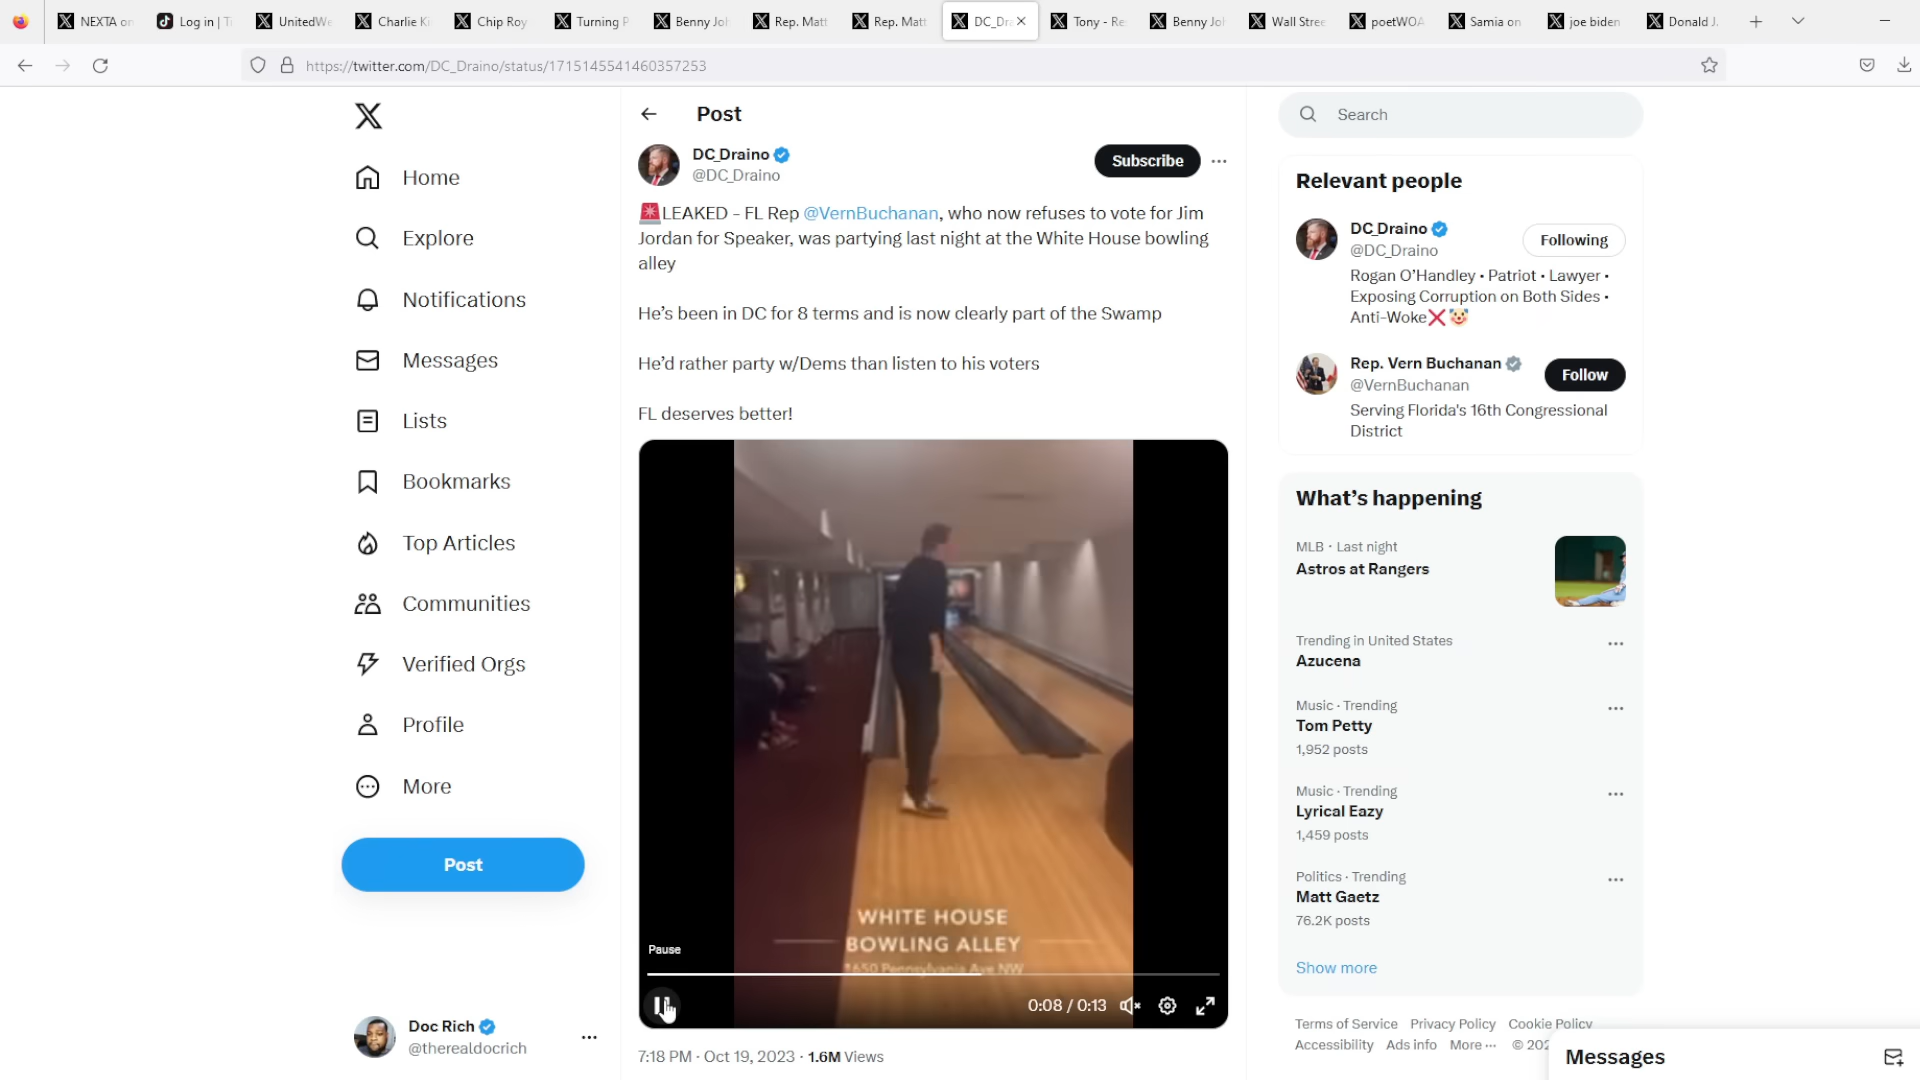 NEXTA on
Log in | Ti
UnitedWe
Charlie Ki
Chip Roy
Turning P
Benny Joh
Rep. Matt
Rep. Matt
DC_Dra
Tony - Re
Benny Joh
Wall Stree
poetWOA
Samia on
joe biden
Donald J.
https://twitter.com/DC_Draino/status/1715145541460357253
Home
Explore
Notifications
Messages
Lists
Bookmarks
Top Articles
Communities
Verified Orgs
Profile
More
Post
Doc Rich
@therealdocrich
Post
DC_Draino
@DC_Draino
Subscribe
🚨LEAKED - FL Rep @VernBuchanan, who now refuses to vote for Jim
Jordan for Speaker, was partying last night at the White House bowling
alley
He's been in DC for 8 terms and is now clearly part of the Swamp
He'd rather party w/Dems than listen to his voters
FL deserves better!
WHITE HOUSE
BOWLING ALLEY
1650 Pennsylvania Ave NW
Pause
0:08 / 0:13
7:18 PM · Oct 19, 2023 · 1.6M Views
Search
Relevant people
DC_Draino
@DC_Draino
Following
Rogan O'Handley • Patriot • Lawyer •
Exposing Corruption on Both Sides •
Anti-Woke❌🤡
Rep. Vern Buchanan
@VernBuchanan
Follow
Serving Florida's 16th Congressional
District
What's happening
MLB · Last night
Astros at Rangers
Trending in United States
Azucena
Music · Trending
Tom Petty
1,952 posts
Music · Trending
Lyrical Eazy
1,459 posts
Politics · Trending
Matt Gaetz
76.2K posts
Show more
Terms of Service Privacy Policy Cookie Policy
Accessibility Ads info More ··· © 202
Messages